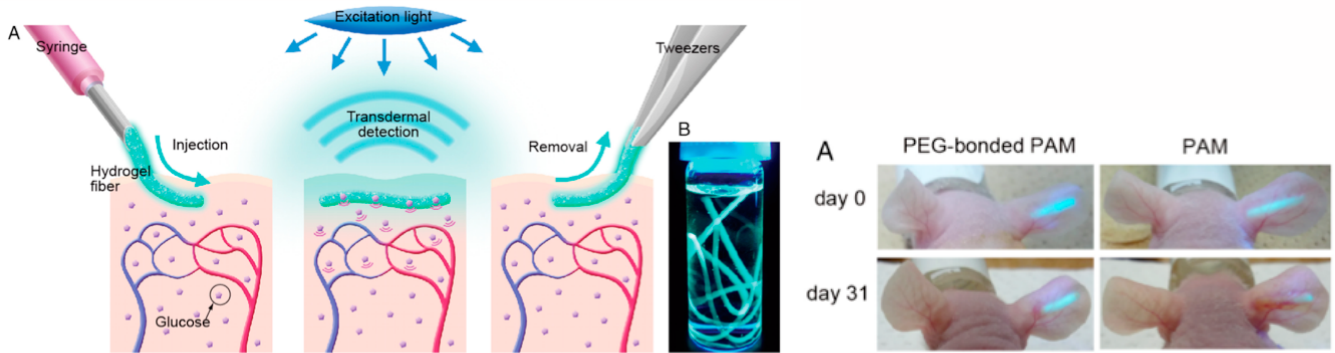 A
Syringe
Injection
Hydrogel
fiber
Glucose
Excitation light
Transdermal
detection
Tweezers
Removal
B
A
PEG-bonded PAM
PAM
day 0
day 31